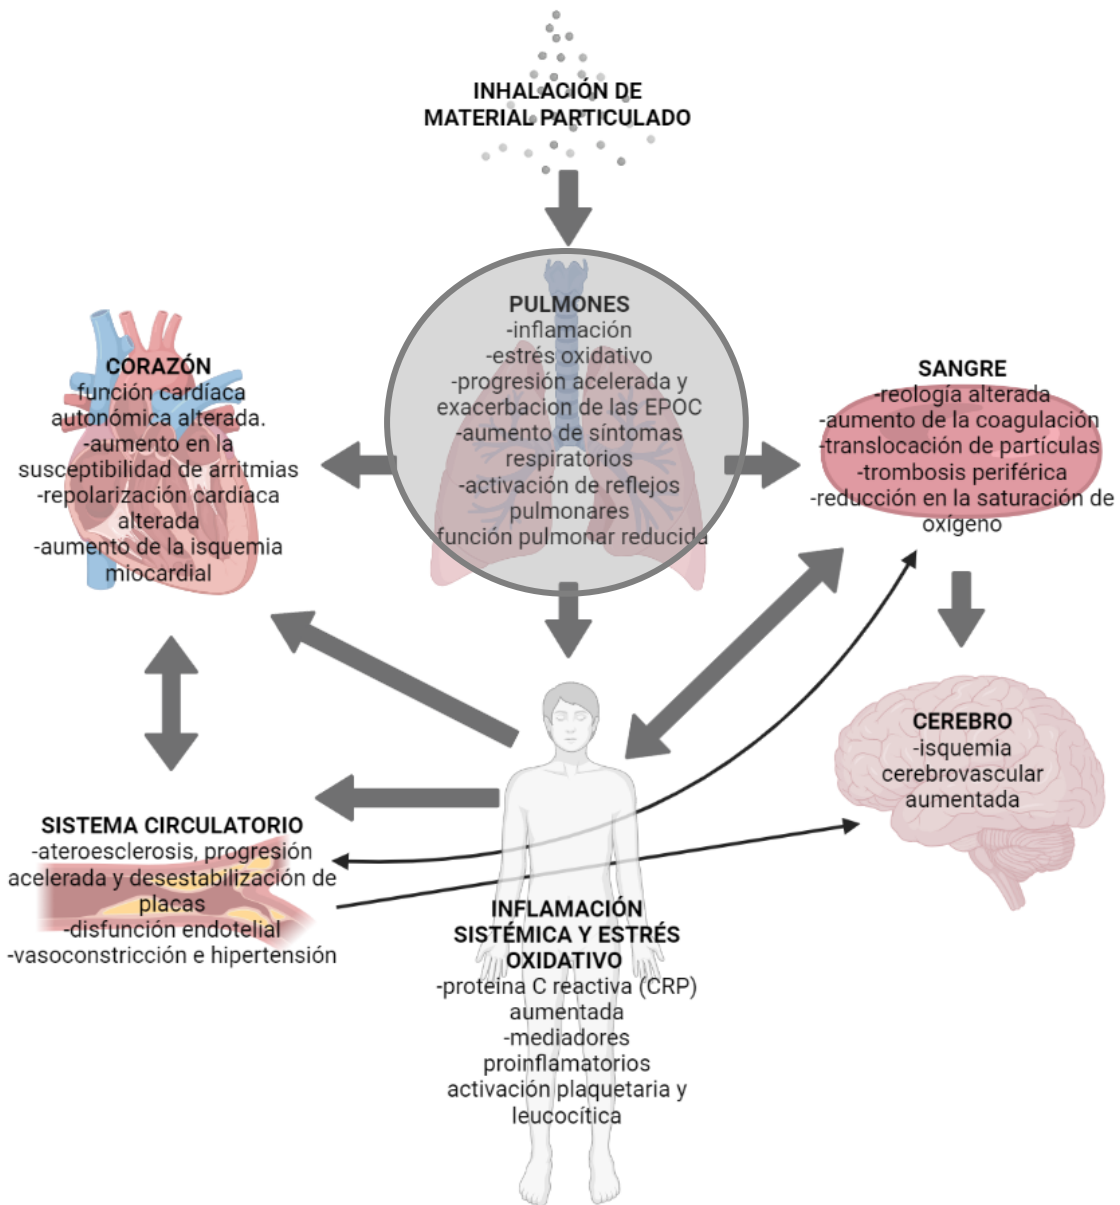 INHALACIÓN DE
MATERIAL PARTICULADO
PULMONES
-inflamación
-estrés oxidativo
-progresión acelerada y
exacerbacion de las EPOC
-aumento de síntomas
respiratorios
-activación de reflejos
pulmonares
función pulmonar reducida
CORAZÓN
función cardíaca
autonómica alterada.
-aumento en la
susceptibilidad de arritmias
-repolarización cardíaca
alterada
-aumento de la isquemia
miocardial
SANGRE
-reología alterada
-aumento de la coagulación
-translocación de partículas
-trombosis periférica
-reducción en la saturación de
oxígeno
CEREBRO
-isquemia
cerebrovascular
aumentada
SISTEMA CIRCULATORIO
-ateroesclerosis, progresión
acelerada y desestabilización de
placas
-disfunción endotelial
-vasoconstricción e hipertensión
INFLAMACIÓN
SISTÉMICA Y ESTRÉS
OXIDATIVO
-proteina C reactiva (CRP)
aumentada
-mediadores
proinflamatorios
activación plaquetaria y
leucocítica